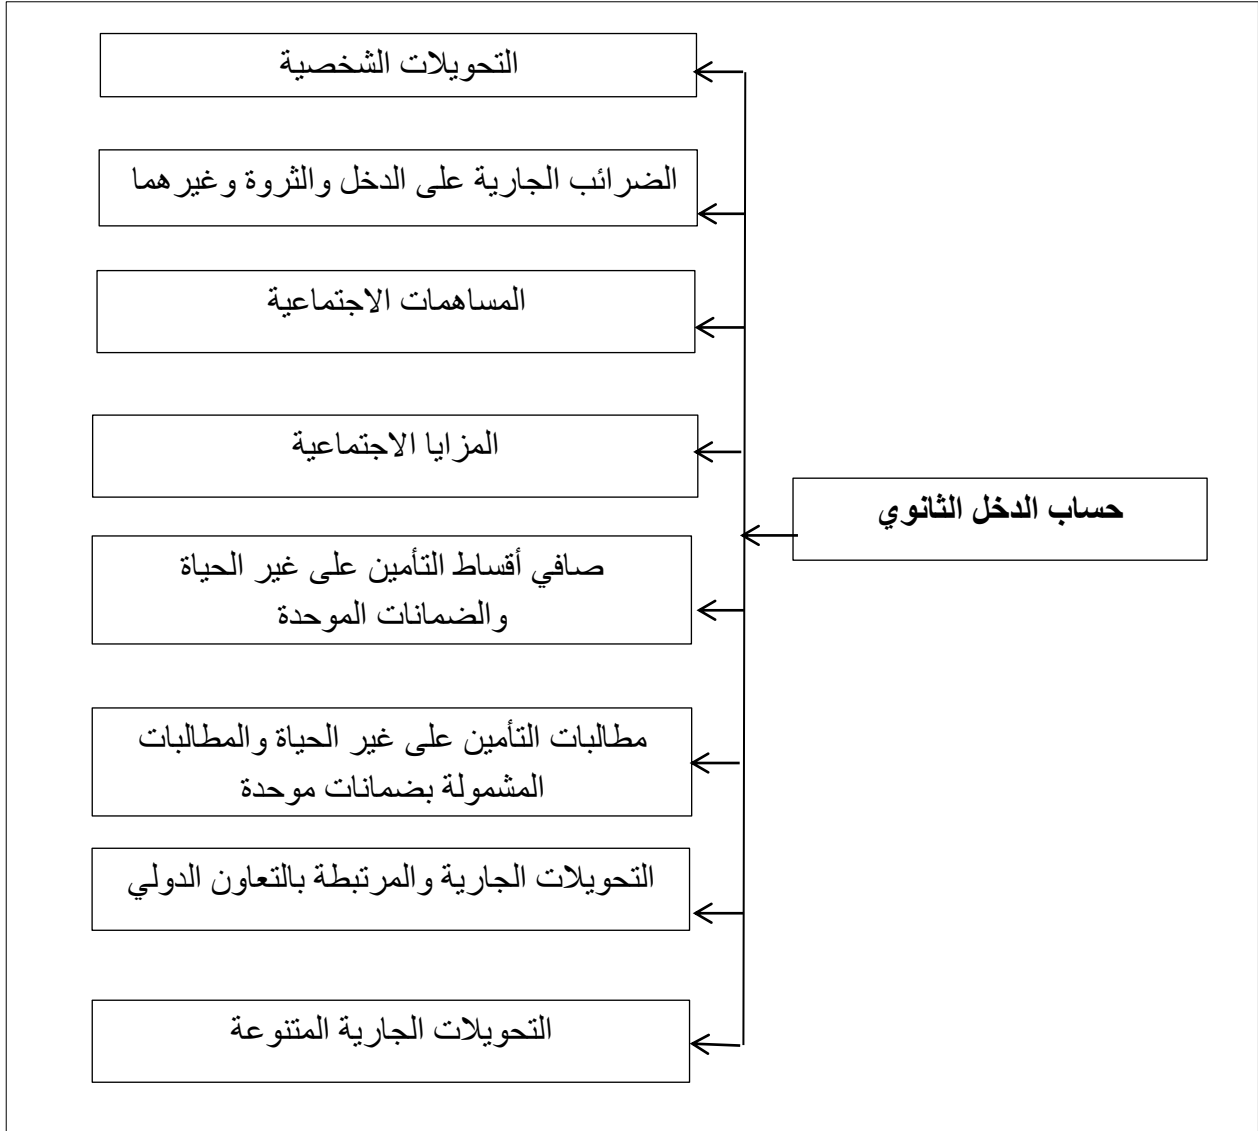 التحويلات الشخصية
الضرائب الجارية على الدخل والثروة وغيرهما
المساهمات الاجتماعية
المزايا الاجتماعية
حساب الدخل الثانوي
صافي أقساط التأمين على غير الحياة
والضمانات الموحدة
مطالبات التأمين على غير الحياة والمطالبات
المشمولة بضمانات موحدة
التحويلات الجارية والمرتبطة بالتعاون الدولي
التحويلات الجارية المتنوعة